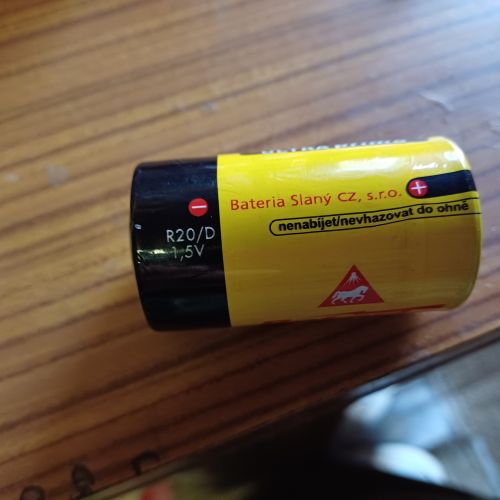 Bateria Slaný CZ, s.r.o.
nenabíjet/nevhazovat do ohně
R20/D
1,5V